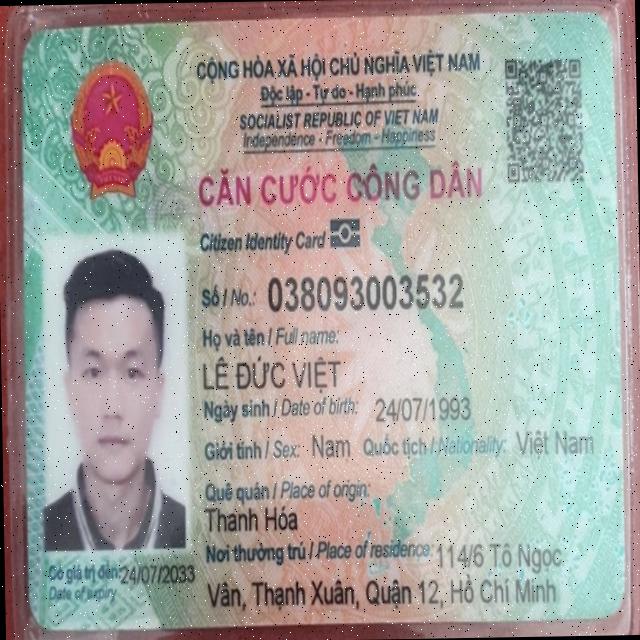 CỘNG HÒA XÃ HỘI CHỦ NGHĨA VIỆT NAM
Độc lập - Tự do - Hạnh phúc
SOCIALIST REPUBLIC OF VIET NAM
Independence - Freedom - Happiness
CĂN CƯỚC CÔNG DÂN
Citizen Identity Card
Số / No.: 038093003532
Họ và tên / Full name:
LÊ ĐỨC VIỆT
Ngày sinh / Date of birth: 24/07/1993
Giới tính / Sex: Nam Quốc tịch / Nationality: Việt Nam
Quê quán / Place of origin:
Thanh Hóa
Nơi thường trú / Place of residence: 114/6 Tô Ngọc
Vân, Thạnh Xuân, Quận 12, Hồ Chí Minh
Có giá trị đến: 24/07/2033
Date of expiry